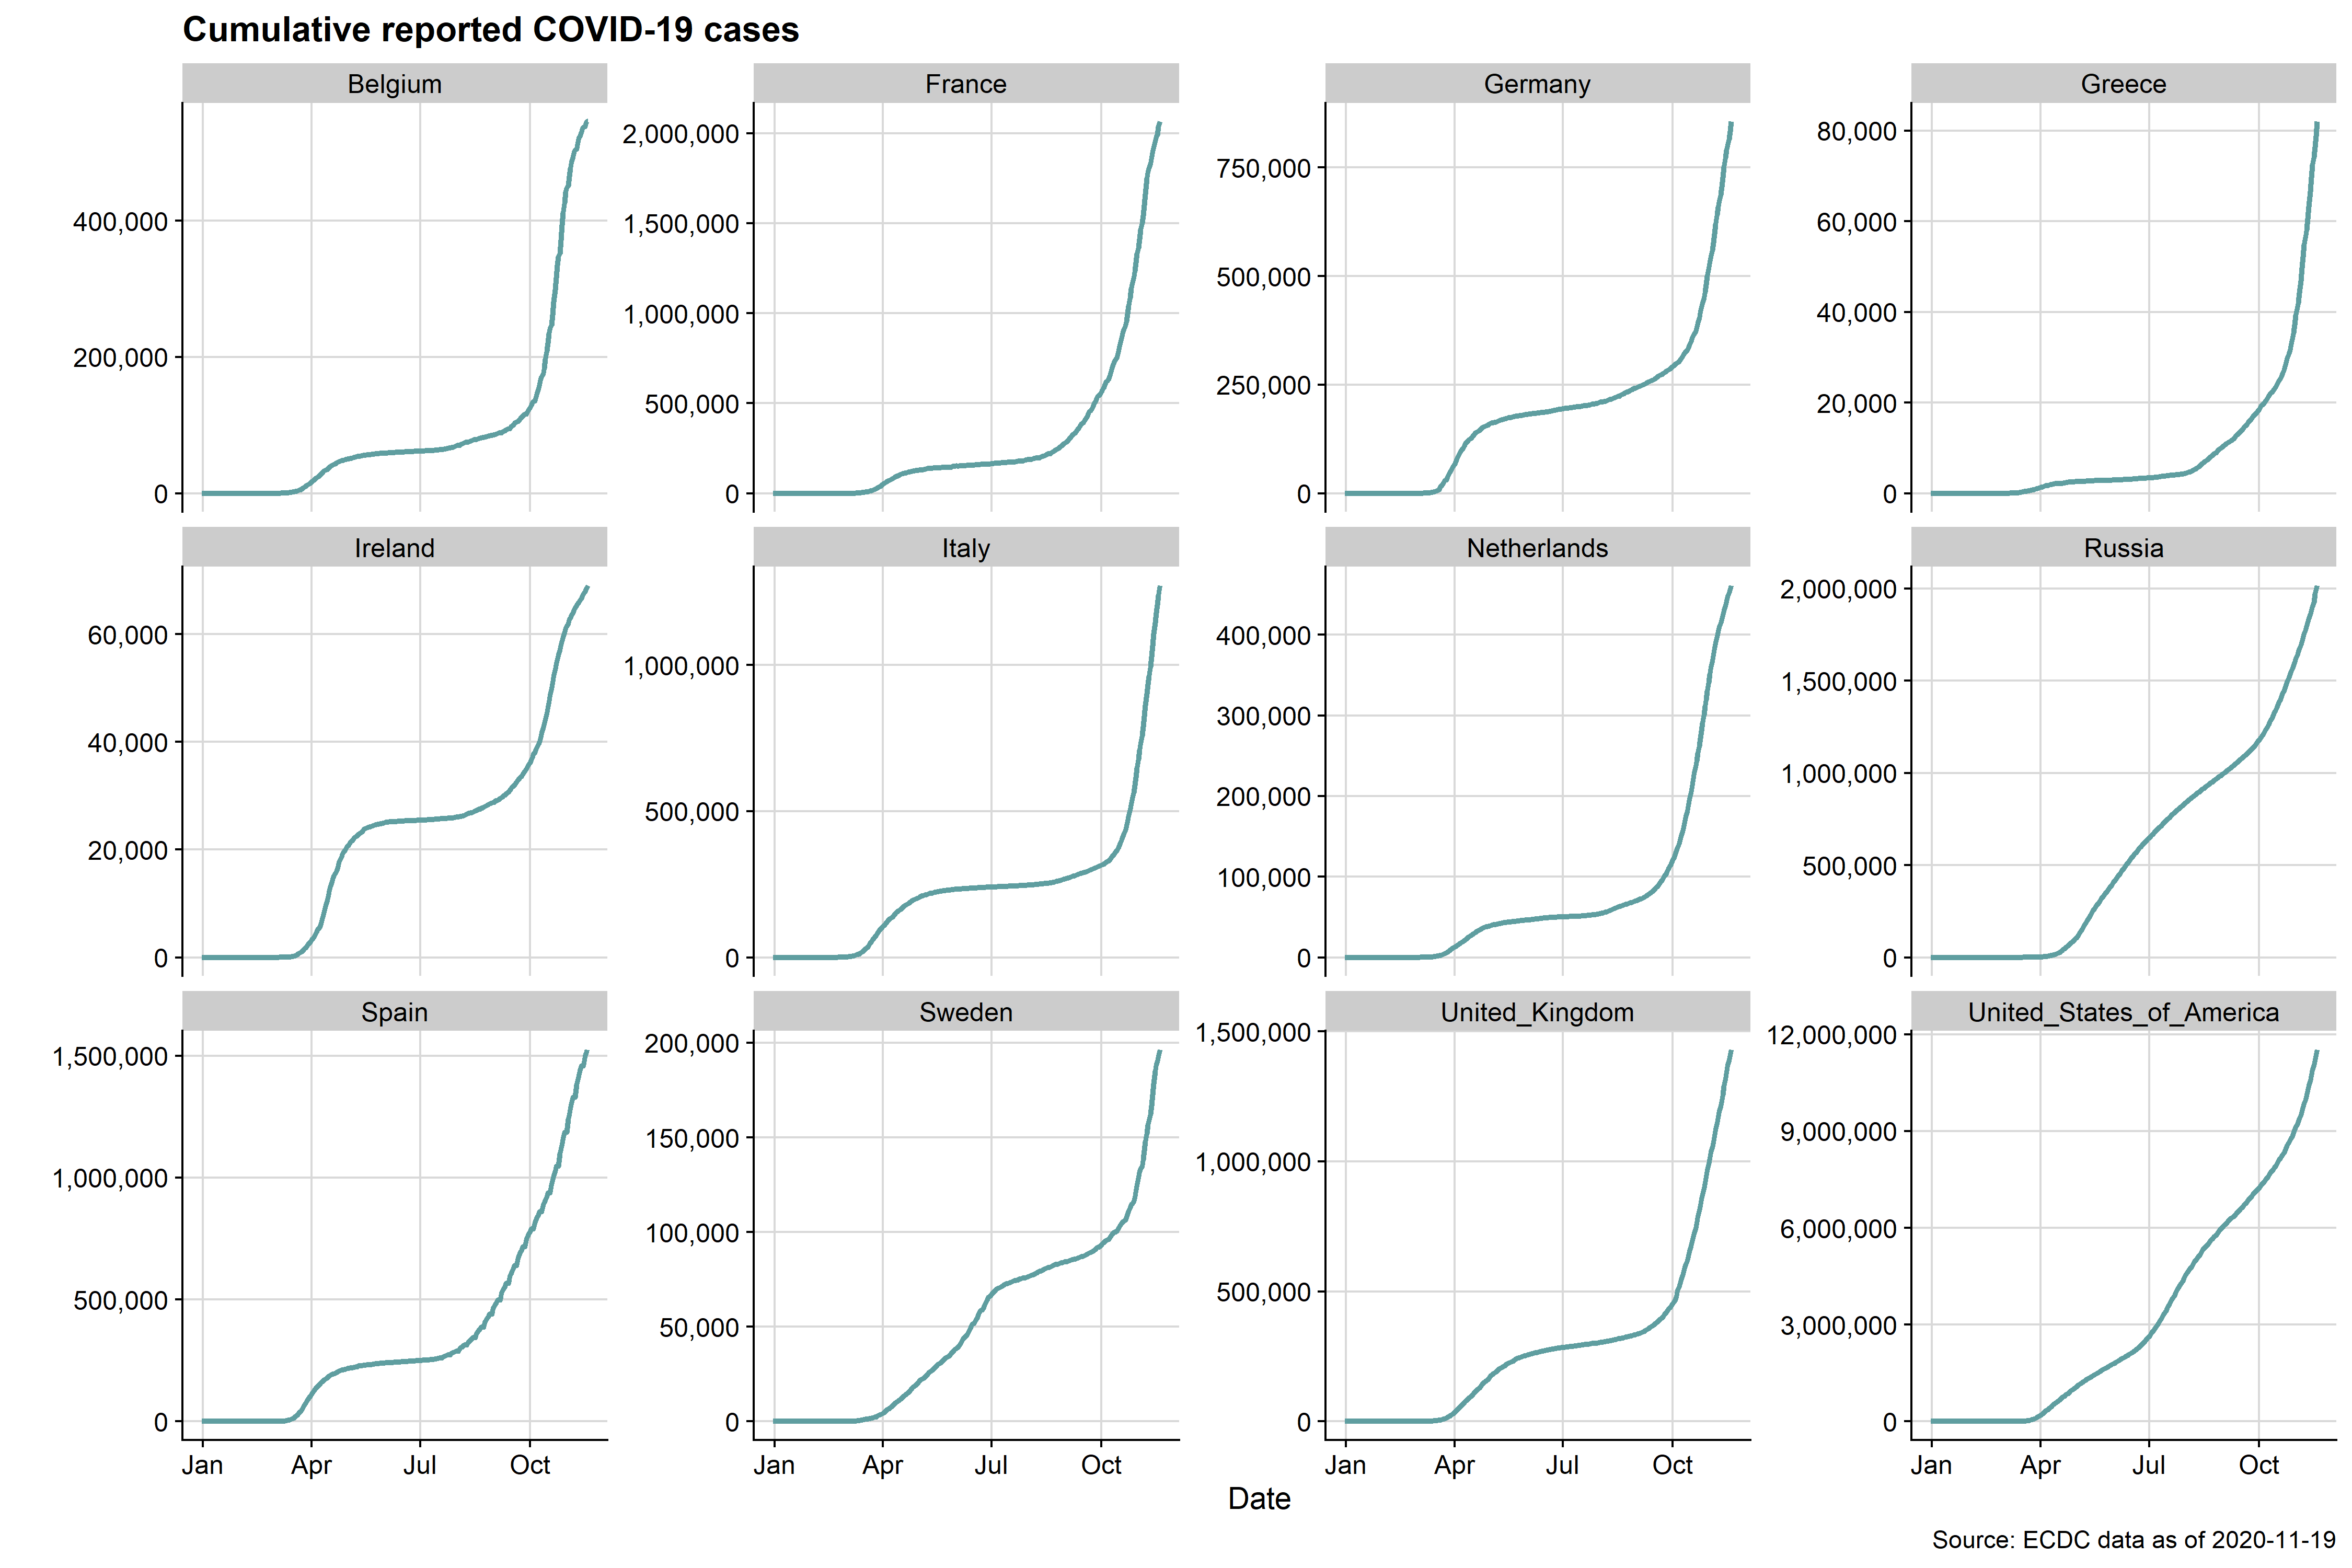 Cumulative reported COVID-19 cases
Belgium
France
Germany
Greece
400,000
200,000
0
2,000,000
1,500,000
1,000,000
500,000
0
750,000
500,000
250,000
0
80,000
60,000
40,000
20,000
0
Ireland
Italy
Netherlands
Russia
60,000
40,000
20,000
0
1,000,000
500,000
0
400,000
300,000
200,000
100,000
0
2,000,000
1,500,000
1,000,000
500,000
0
Spain
Sweden
United_Kingdom
United_States_of_America
1,500,000
1,000,000
500,000
0
200,000
150,000
100,000
50,000
0
1,500,000
1,000,000
500,000
0
12,000,000
9,000,000
6,000,000
3,000,000
0
Jan Apr Jul Oct
Jan Apr Jul Oct
Jan Apr Jul Oct
Jan Apr Jul Oct
Date
Source: ECDC data as of 2020-11-19